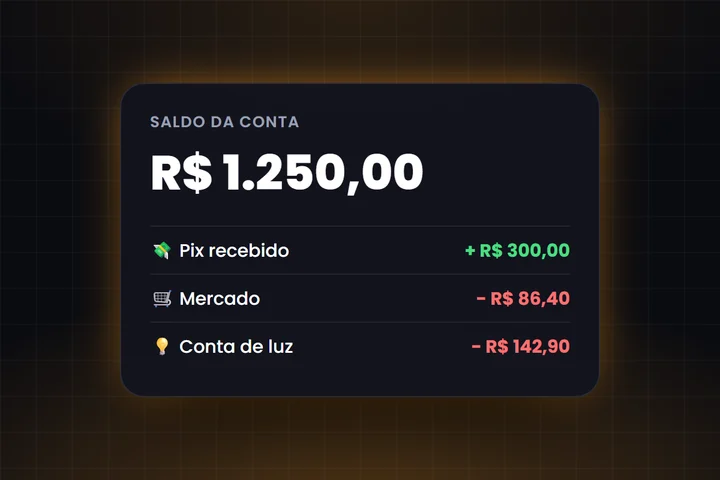 SALDO DA CONTA
R$ 1.250,00
Pix recebido + R$ 300,00
Mercado − R$ 86,40
Conta de luz − R$ 142,90